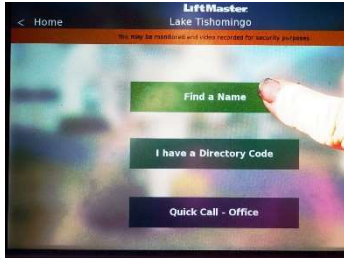 LiftMaster
< Home
Lake Tishomingo
You may be monitored and video recorded for security purposes.
Find a Name
I have a Directory Code
Quick Call - Office